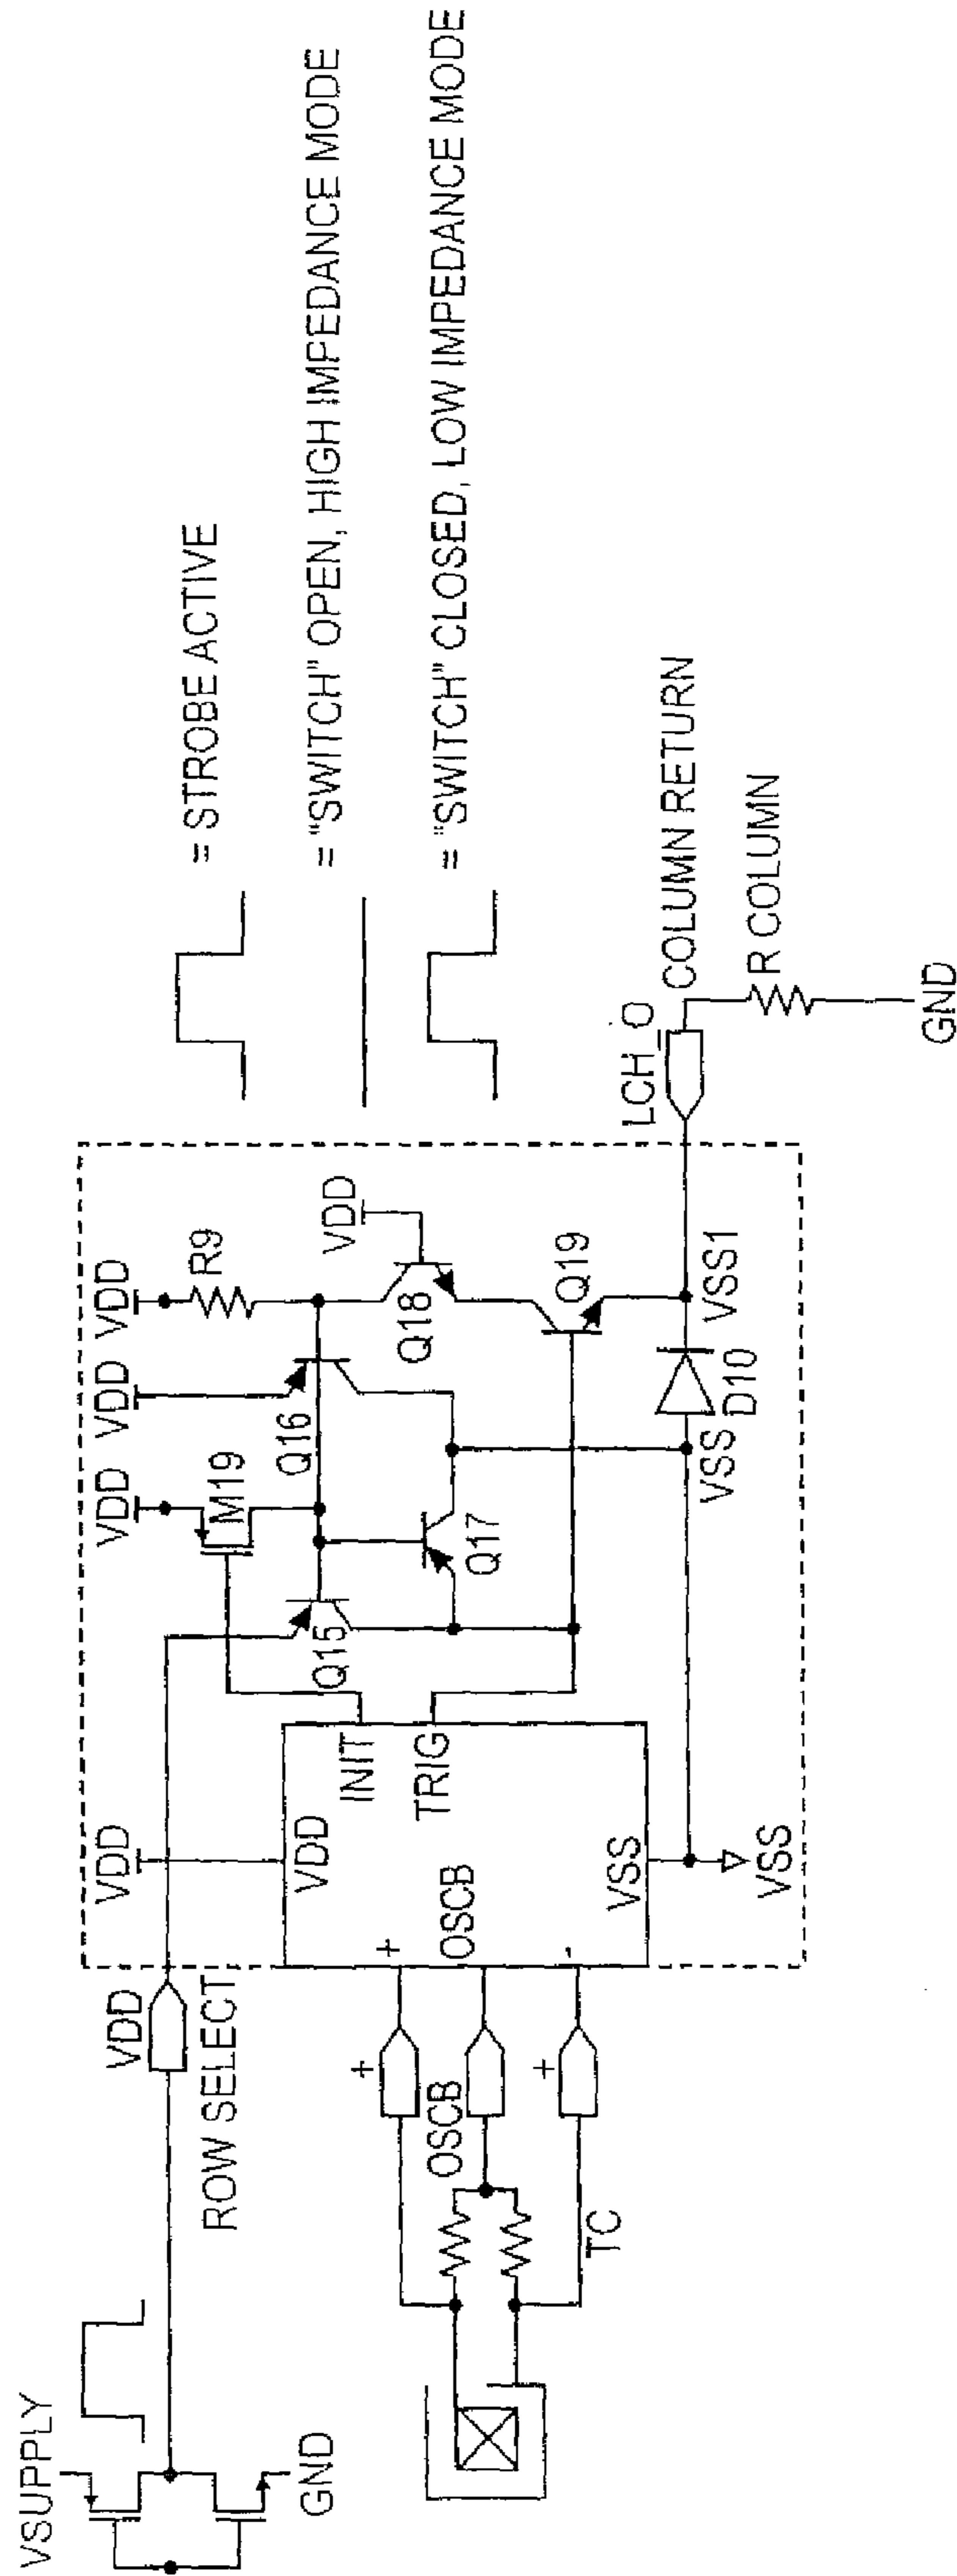 VSUPPLY
GND
VDD
ROW SELECT
+
OSCB
+
TC
VDD
VDD
+
OSCB
-
VSS
VSS
INIT
TRIG
VDD
M19
VDD
Q16
VDD
R9
Q15
Q17
Q18
VDD
Q19
VSS
D10
VSS1
LCH_O
COLUMN RETURN
R COLUMN
GND
= STROBE ACTIVE
= "SWITCH" OPEN, HIGH IMPEDANCE MODE
= "SWITCH" CLOSED, LOW IMPEDANCE MODE